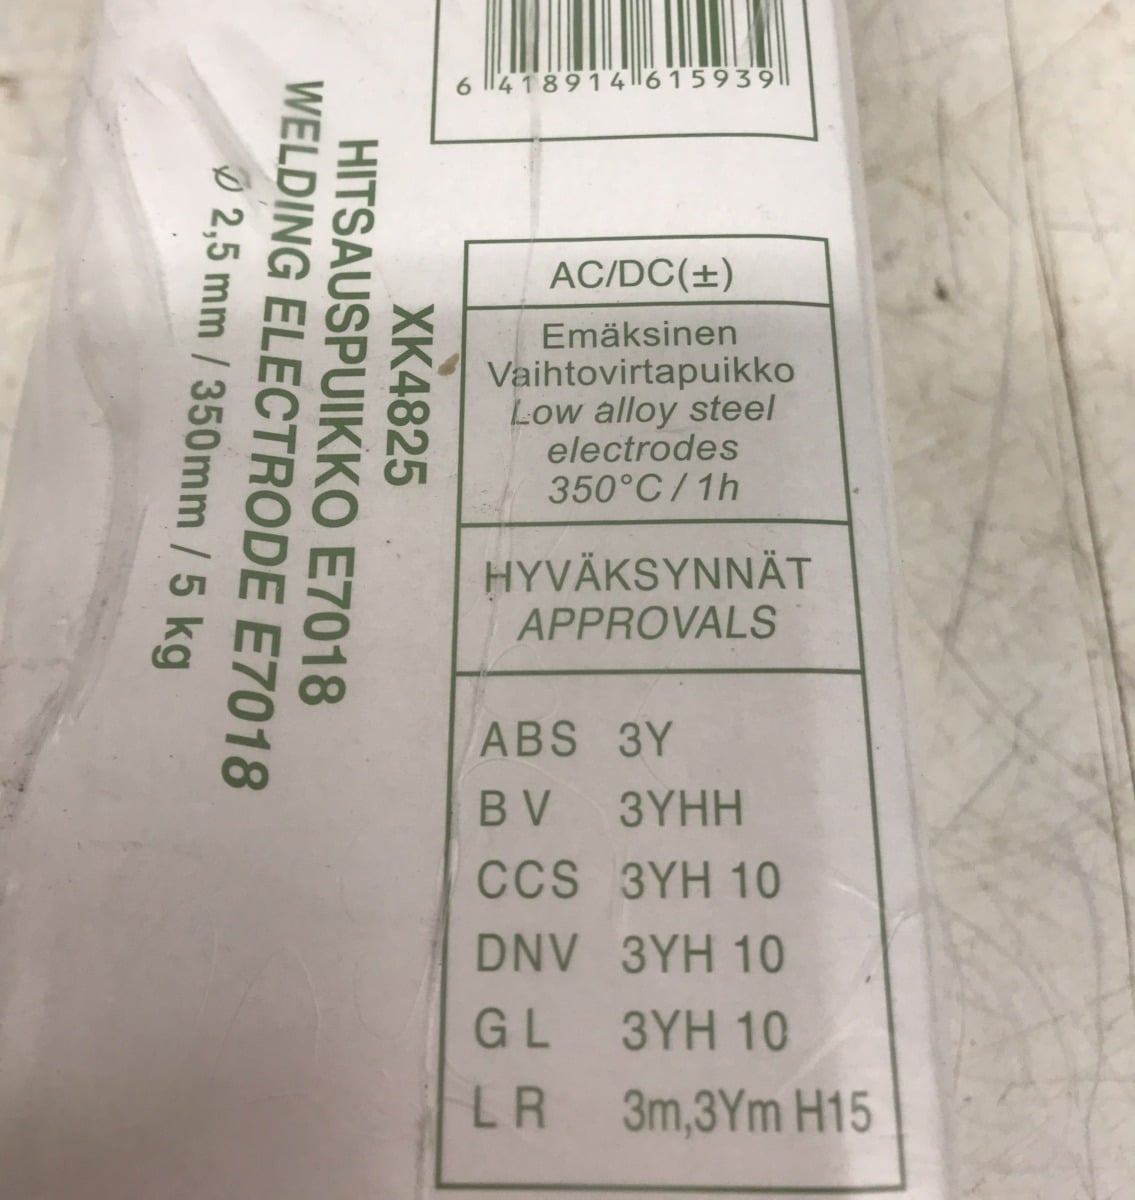 6 418914 615939
XK4825
HITSAUSPUIKKO E7018
WELDING ELECTRODE E7018
Ø 2,5 mm / 350mm / 5 kg
AC/DC(±)
Emäksinen
Vaihtovirtapuikko
Low alloy steel
electrodes
350°C / 1h
HYVÄKSYNNÄT
APPROVALS
ABS 3Y
B V 3YHH
CCS 3YH 10
DNV 3YH 10
G L 3YH 10
L R 3m,3Ym H15